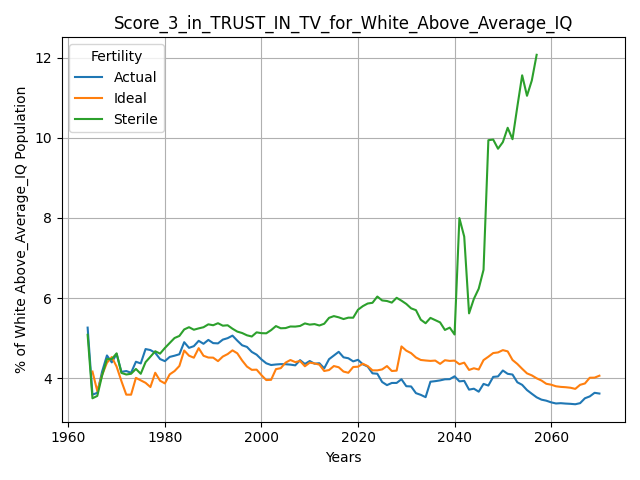 Score_3_in_TRUST_IN_TV_for_White_Above_Average_IQ
Fertility
Actual
Ideal
Sterile
% of White Above_Average_IQ Population
12
10
8
6
4
1960
1980
2000
2020
2040
2060
Years